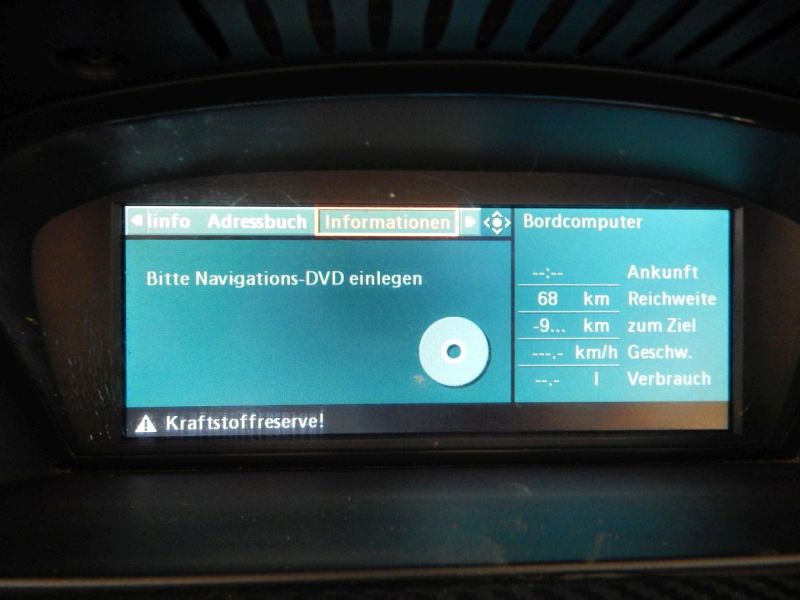 linfo Adressbuch Informationen
Bitte Navigations-DVD einlegen
Bordcomputer
--:-- Ankunft
68 km Reichweite
-9... km zum Ziel
---.- km/h Geschw.
--.- l Verbrauch
Kraftstoffreserve!